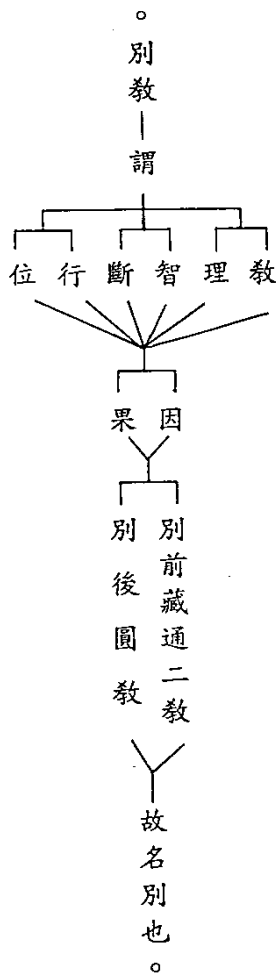 。別教
謂
教
理
智
斷
行
位
因
果
別前藏通二教
別後圓教
故名別也。